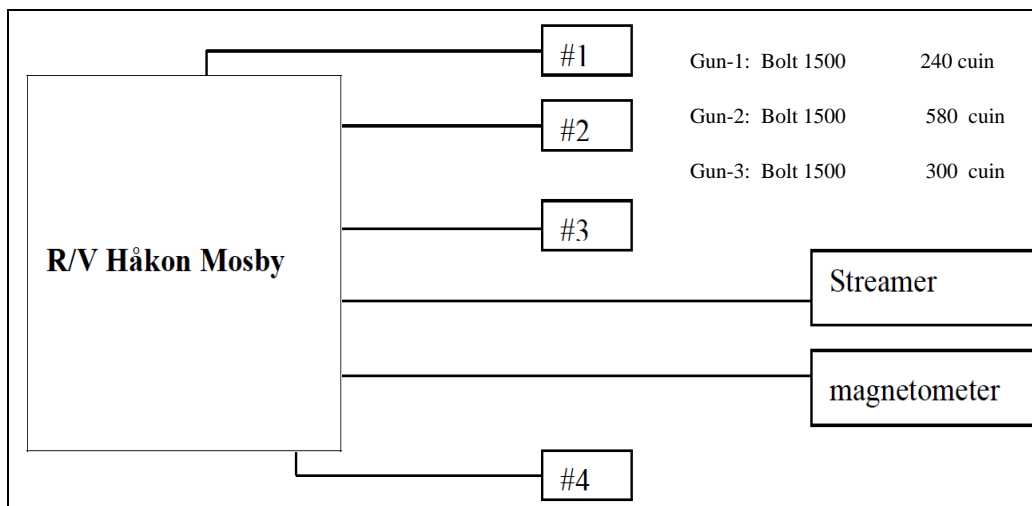 #1
Gun-1: Bolt 1500 240 cuin
#2
Gun-2: Bolt 1500 580 cuin
Gun-3: Bolt 1500 300 cuin
#3
R/V Håkon Mosby
Streamer
magnetometer
#4